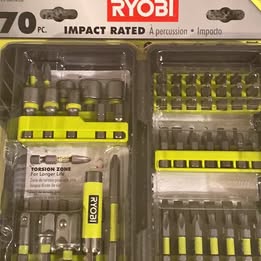 RYOBI
70 PC.
IMPACT RATED À percussion • Impacto
TORSION ZONE
For Longer Life
RYOBI